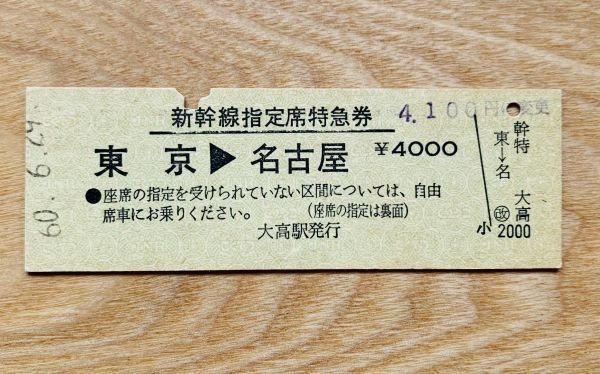 60.6.29.
新幹線指定席特急券
4.100円に変更
東京▶名古屋 ¥4000
●座席の指定を受けられていない区間については、自由
席車にお乗りください。 (座席の指定は裏面)
大高駅発行
幹特 大高
東→名 ㊢
小 2000